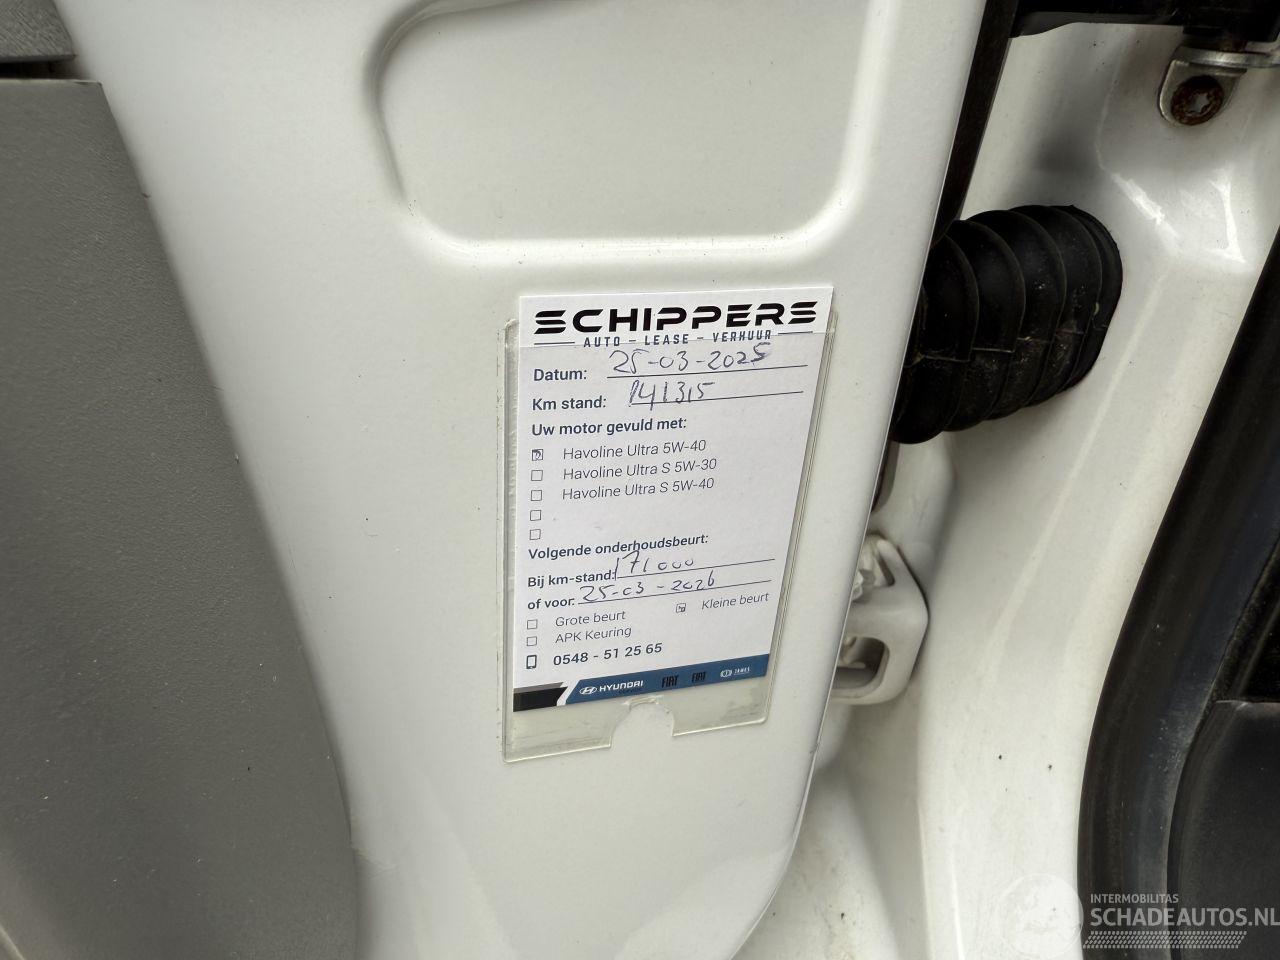 SCHIPPERS
AUTO – LEASE – VERHUUR
Datum: 25-03-2025
Km stand: 141315
Uw motor gevuld met:
Havoline Ultra 5W-40
Havoline Ultra S 5W-30
Havoline Ultra S 5W-40
Volgende onderhoudsbeurt:
Bij km-stand: 171000
of voor: 25-03-2026
Grote beurt
Kleine beurt
APK Keuring
0548 - 51 25 65
HYUNDAI FIAT FIAT
INTERMOBILITAS
SCHADEAUTOS.NL